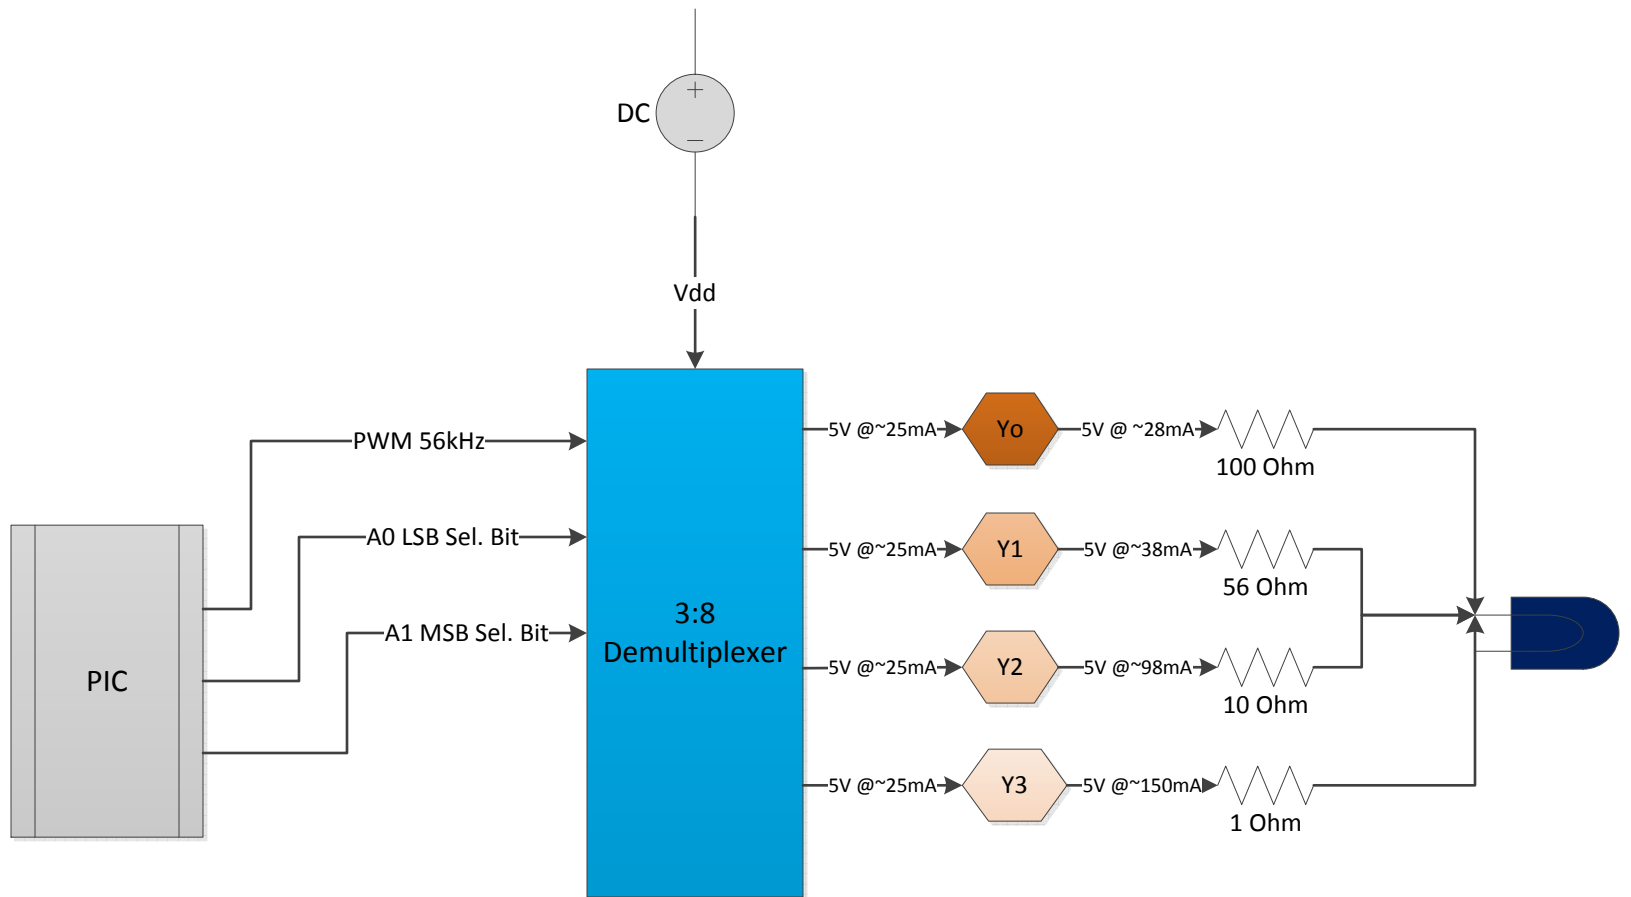 DC
+
−
Vdd
PWM 56kHz
A0 LSB Sel. Bit
A1 MSB Sel. Bit
PIC
3:8
Demultiplexer
5V @~25mA
Yo
5V @ ~28mA
100 Ohm
5V @~25mA
Y1
5V @~38mA
56 Ohm
5V @~25mA
Y2
5V @~98mA
10 Ohm
5V @~25mA
Y3
5V @~150mA
1 Ohm